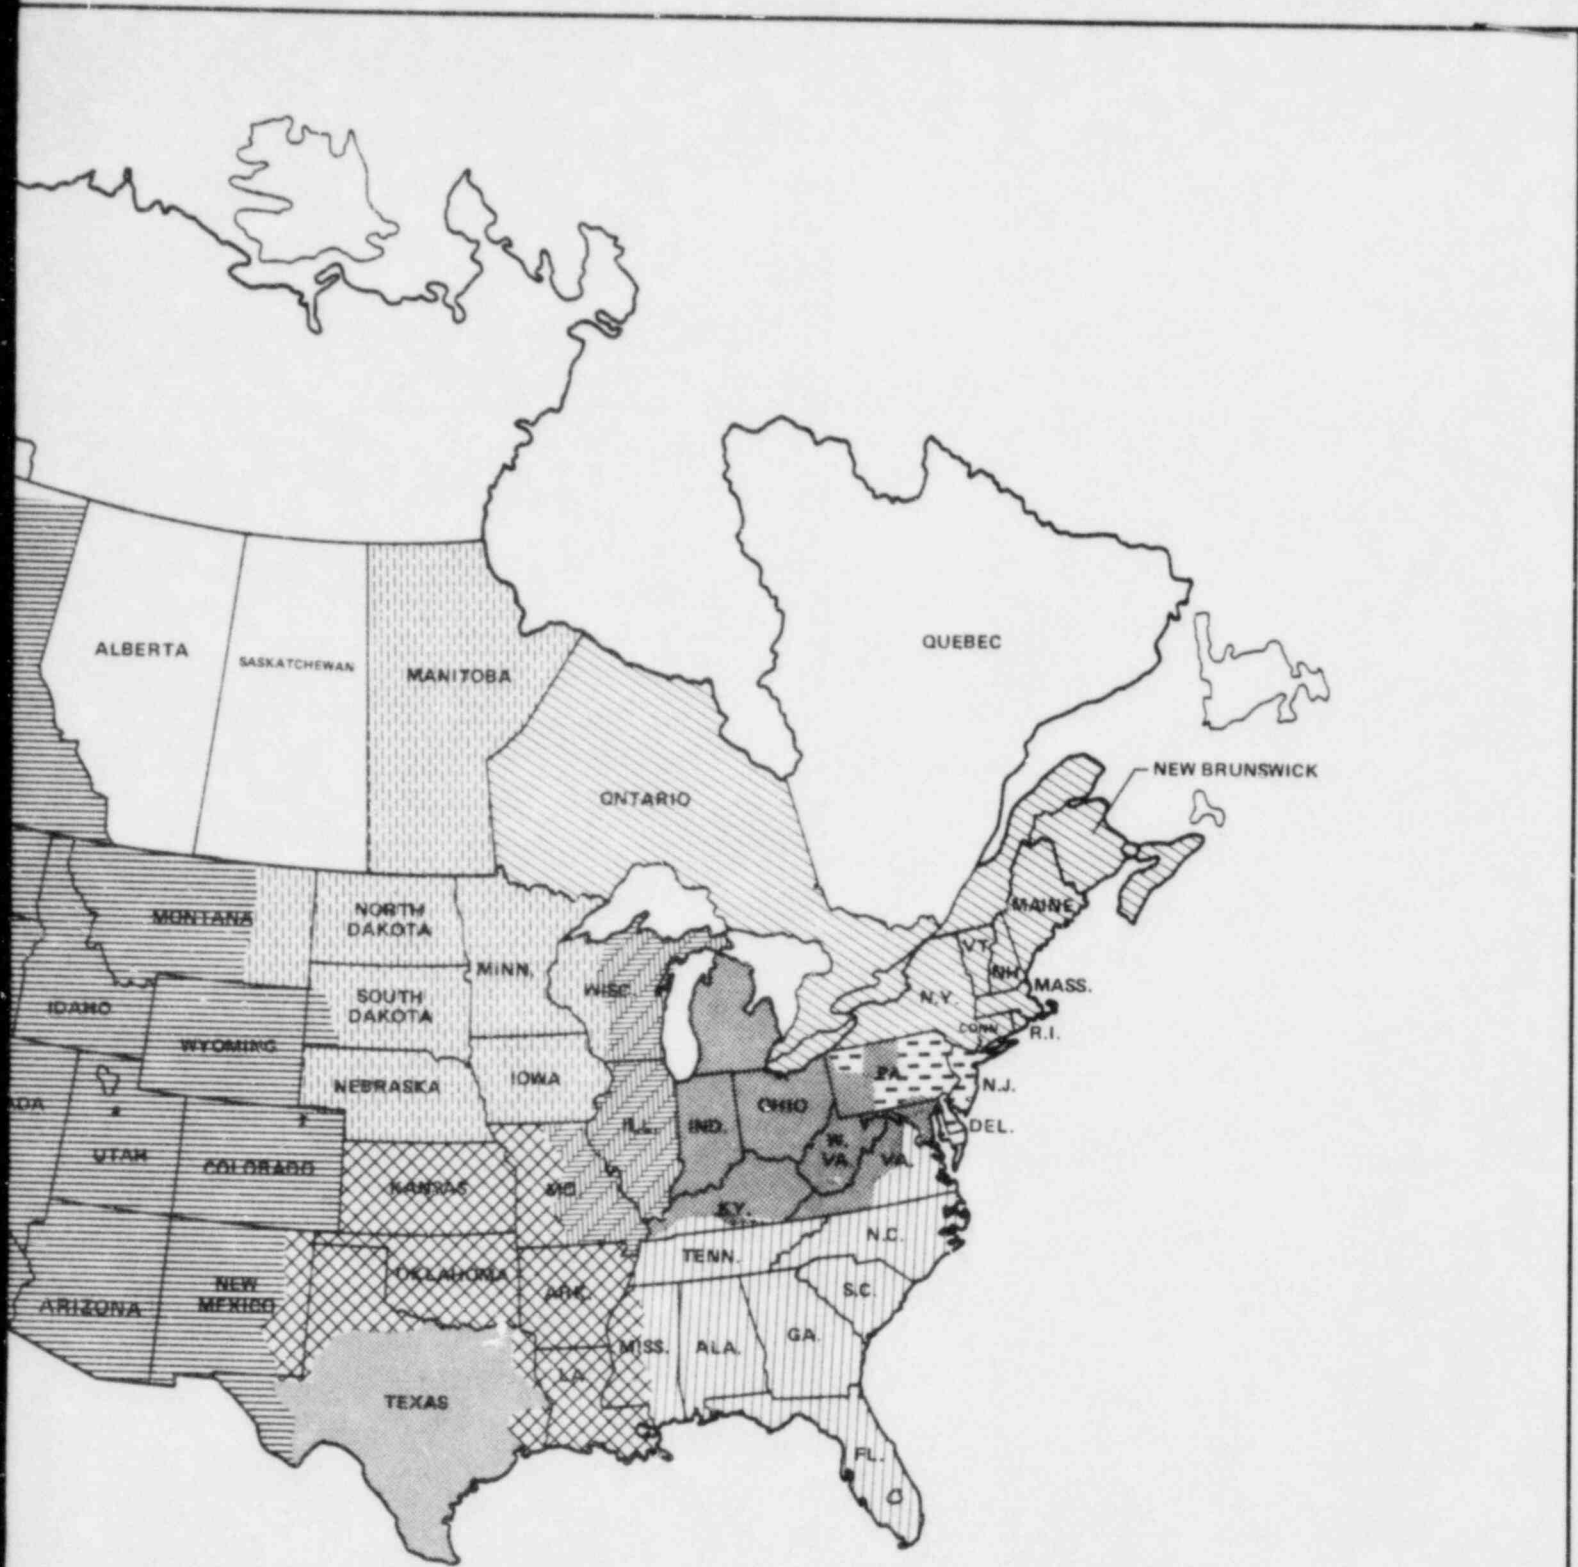 ALBERTA
SASKATCHEWAN
MANITOBA
QUEBEC
ONTARIO
NEW BRUNSWICK
MONTANA
NORTH
DAKOTA
MINN.
WISC.
MAINE
VT.
NH
MASS.
N.Y.
CONN.
R.I.
IDAHO
SOUTH
DAKOTA
WYOMING
NEBRASKA
IOWA
PA.
N.J.
ADA
UTAH
COLORADO
KANSAS
MO.
ILL.
IND.
OHIO
W.
VA.
VA.
DEL.
KY.
TENN.
N.C.
S.C.
ARIZONA
NEW
MEXICO
OKLAHOMA
ARK.
MISS.
ALA.
GA.
TEXAS
LA.
FL.